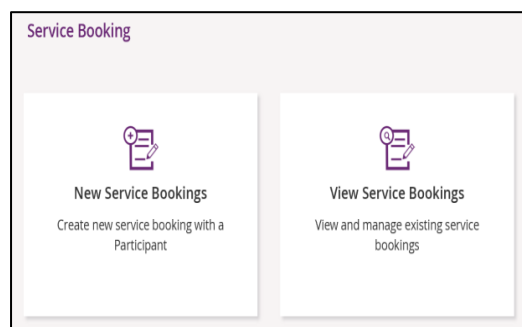 Service Booking
New Service Bookings
Create new service booking with a
Participant
View Service Bookings
View and manage existing service
bookings